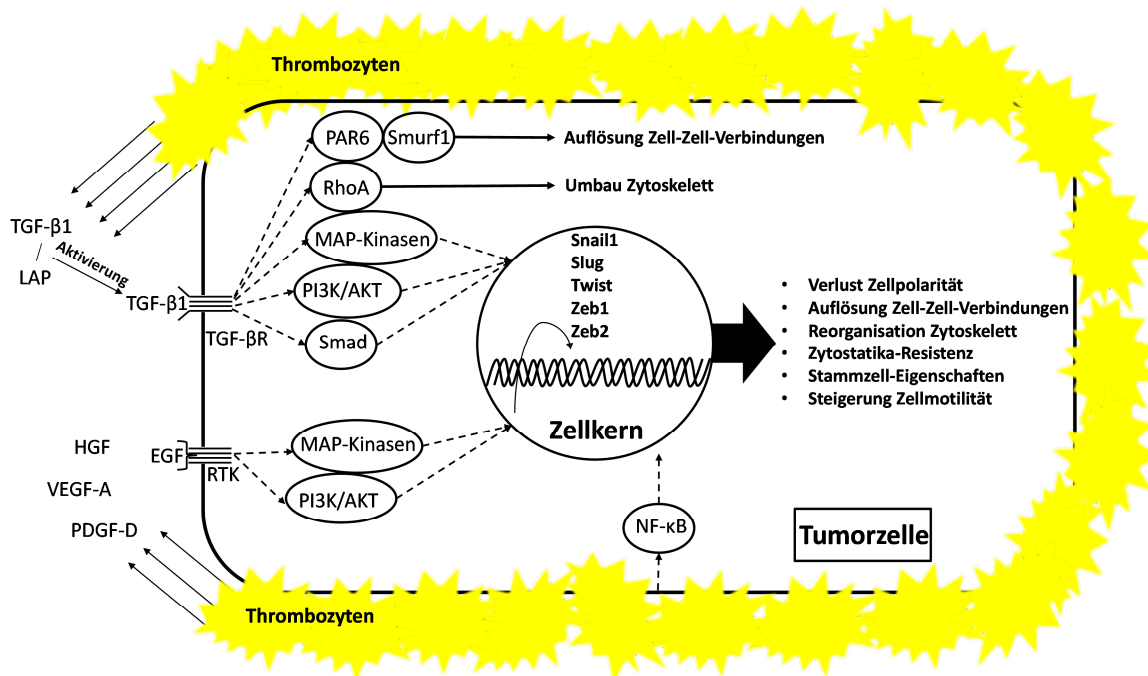 Thrombozyten
PAR6
Smurf1
Auflösung Zell-Zell-Verbindungen
RhoA
Umbau Zytoskelett
TGF-β1
LAP
Aktivierung
MAP-Kinasen
PI3K/AKT
TGF-β1
TGF-βR
Smad
Snail1
Slug
Twist
Zeb1
Zeb2
Zellkern
• Verlust Zellpolarität
• Auflösung Zell-Zell-Verbindungen
• Reorganisation Zytoskelett
• Zytostatika-Resistenz
• Stammzell-Eigenschaften
• Steigerung Zellmotilität
HGF
EGF
RTK
VEGF-A
PDGF-D
MAP-Kinasen
PI3K/AKT
NF-κB
Tumorzelle
Thrombozyten